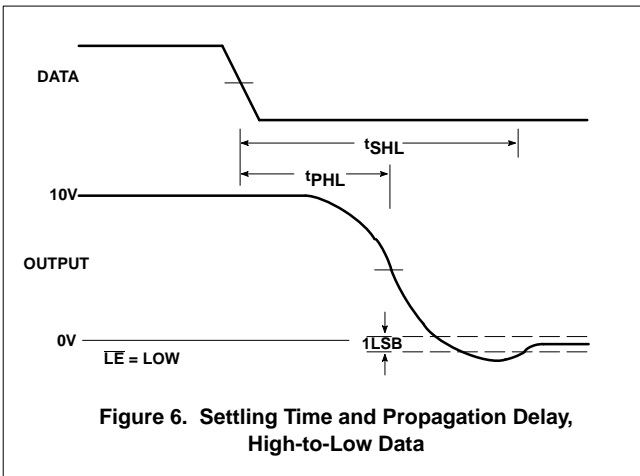 DATA
tSHL
tPHL
10V
OUTPUT
0V
1LSB
LE = LOW
Figure 6. Settling Time and Propagation Delay,
High-to-Low Data